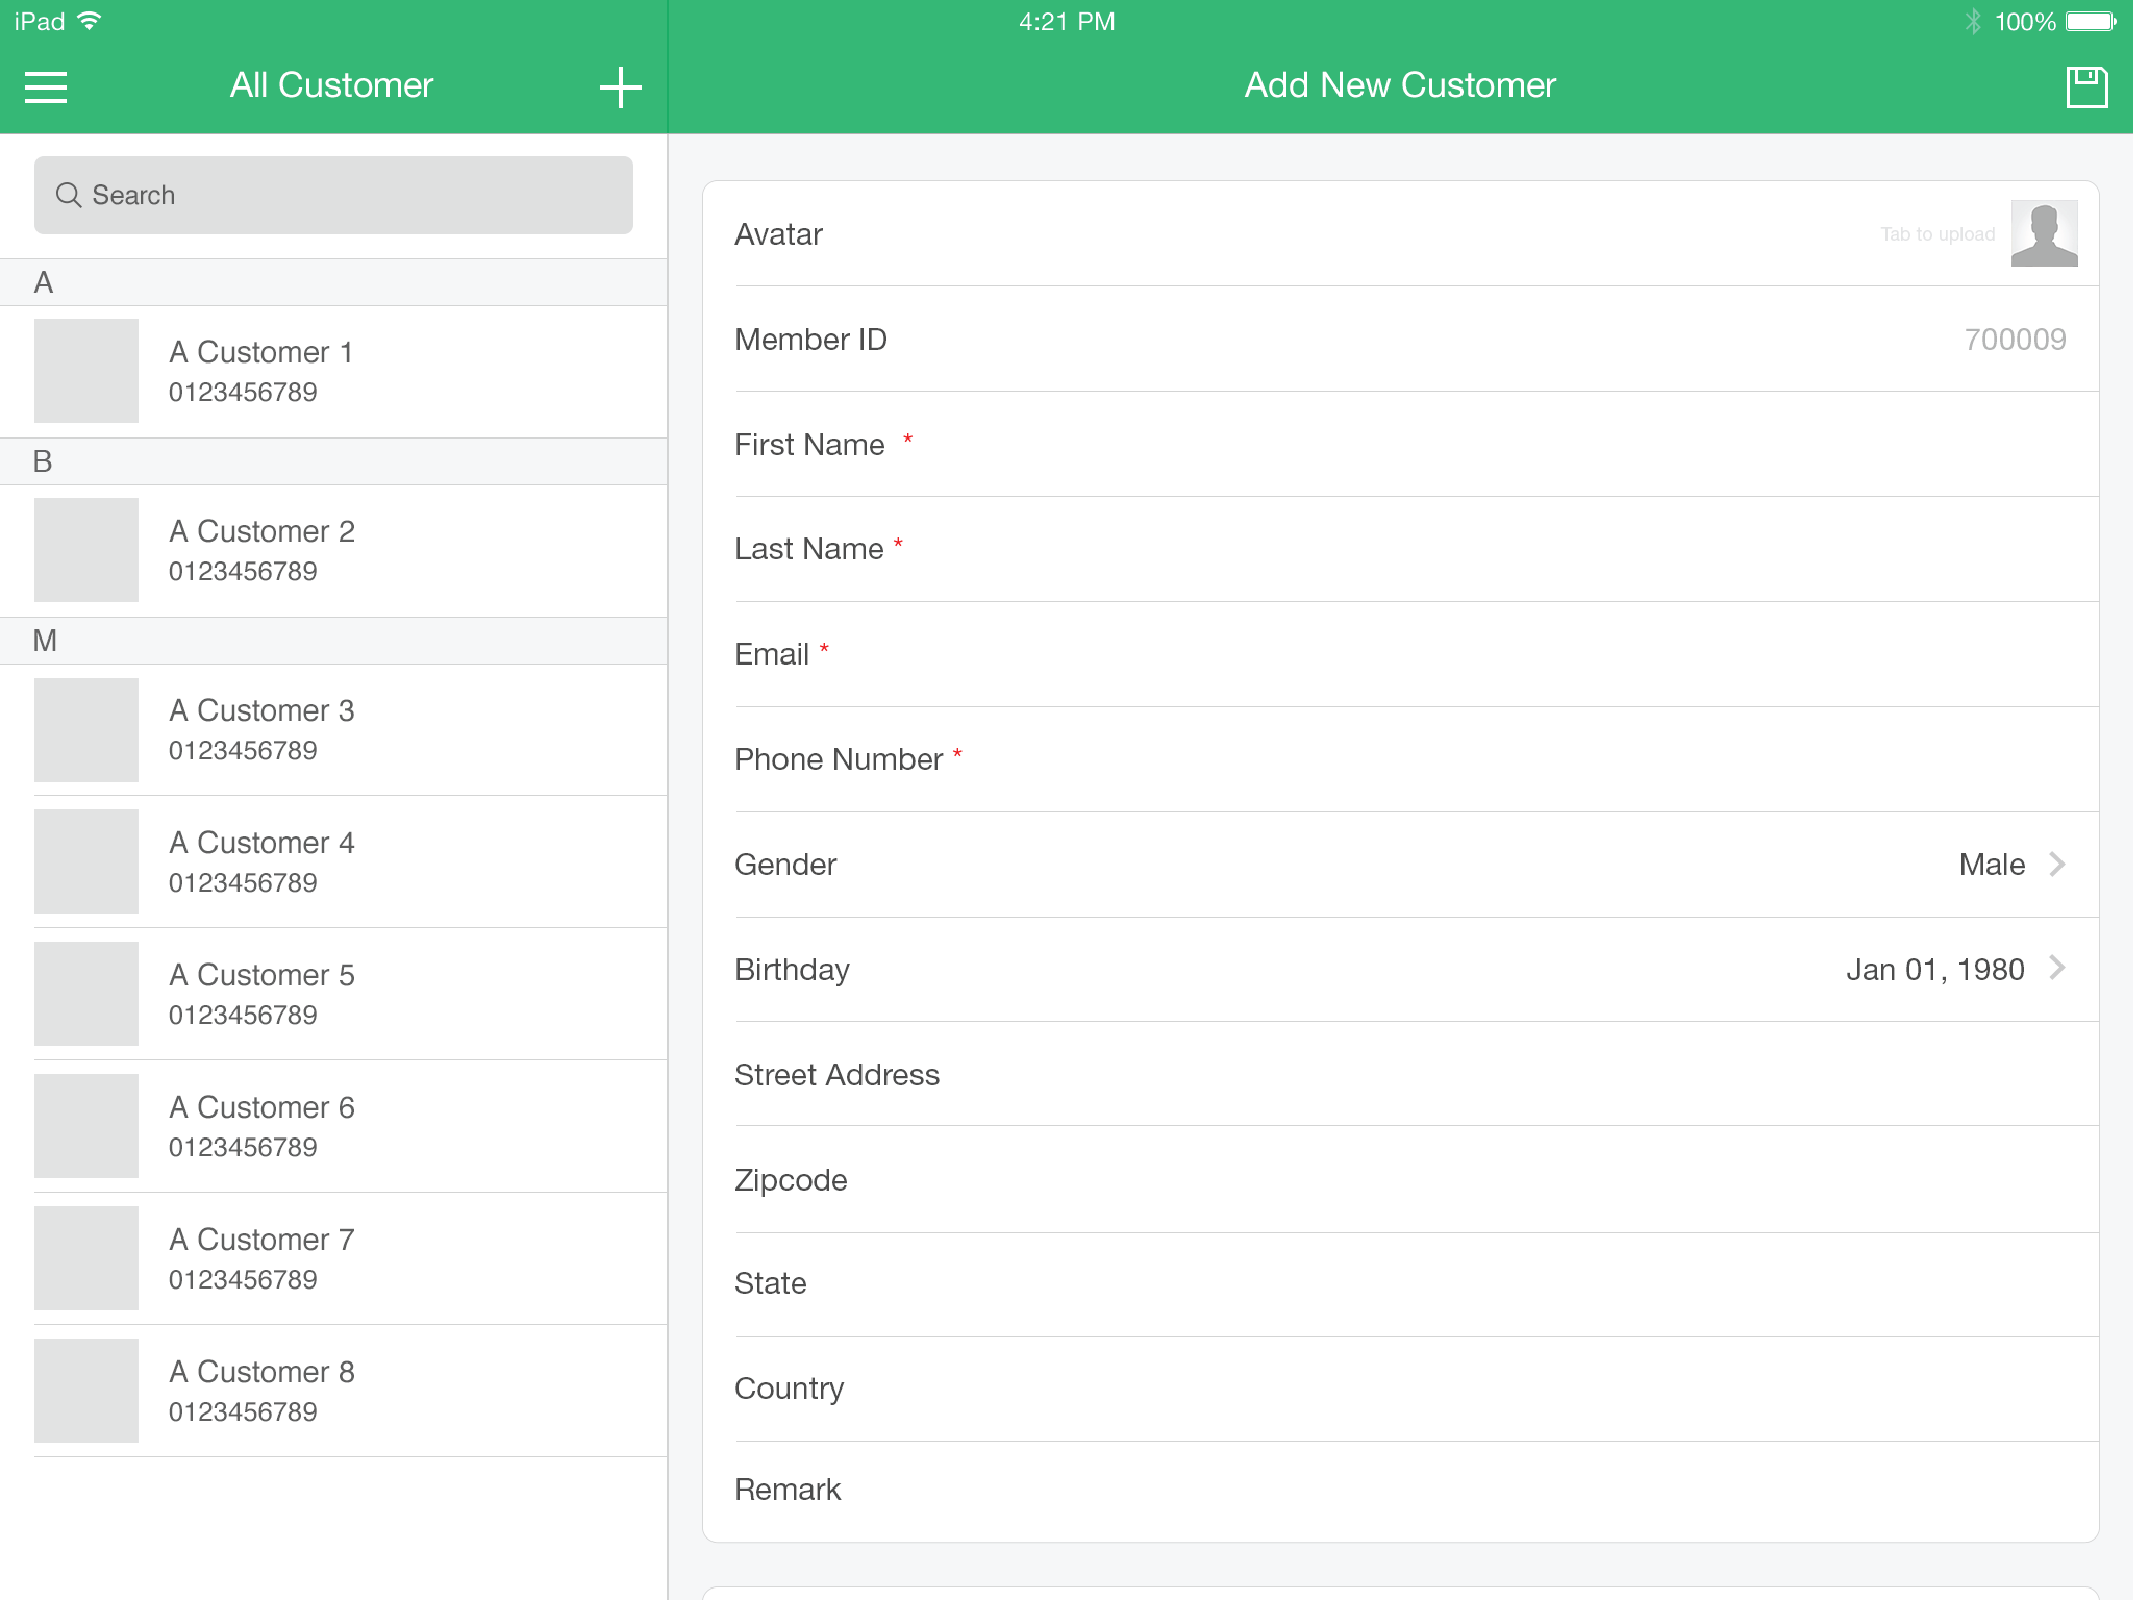 iPad 4:21 PM 100%
All Customer
Add New Customer
Search
A
A Customer 1
0123456789
B
A Customer 2
0123456789
M
A Customer 3
0123456789
A Customer 4
0123456789
A Customer 5
0123456789
A Customer 6
0123456789
A Customer 7
0123456789
A Customer 8
0123456789
Avatar Tab to upload
Member ID 700009
First Name *
Last Name *
Email *
Phone Number *
Gender Male
Birthday Jan 01, 1980
Street Address
Zipcode
State
Country
Remark